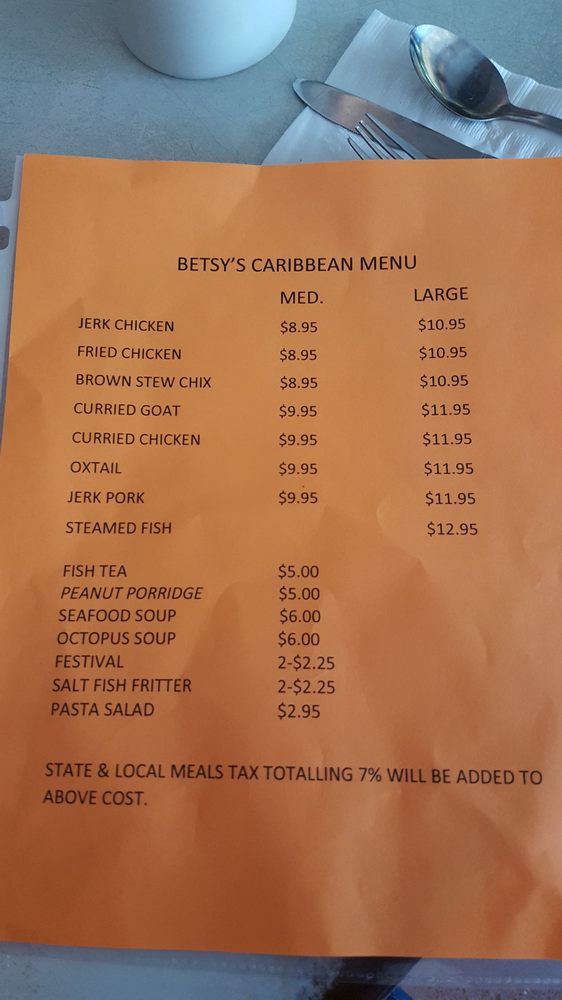 BETSY'S CARIBBEAN MENU
MED. LARGE
JERK CHICKEN $8.95 $10.95
FRIED CHICKEN $8.95 $10.95
BROWN STEW CHIX $8.95 $10.95
CURRIED GOAT $9.95 $11.95
CURRIED CHICKEN $9.95 $11.95
OXTAIL $9.95 $11.95
JERK PORK $9.95 $11.95
STEAMED FISH $12.95
FISH TEA $5.00
PEANUT PORRIDGE $5.00
SEAFOOD SOUP $6.00
OCTOPUS SOUP $6.00
FESTIVAL 2-$2.25
SALT FISH FRITTER 2-$2.25
PASTA SALAD $2.95
STATE & LOCAL MEALS TAX TOTALLING 7% WILL BE ADDED TO
ABOVE COST.